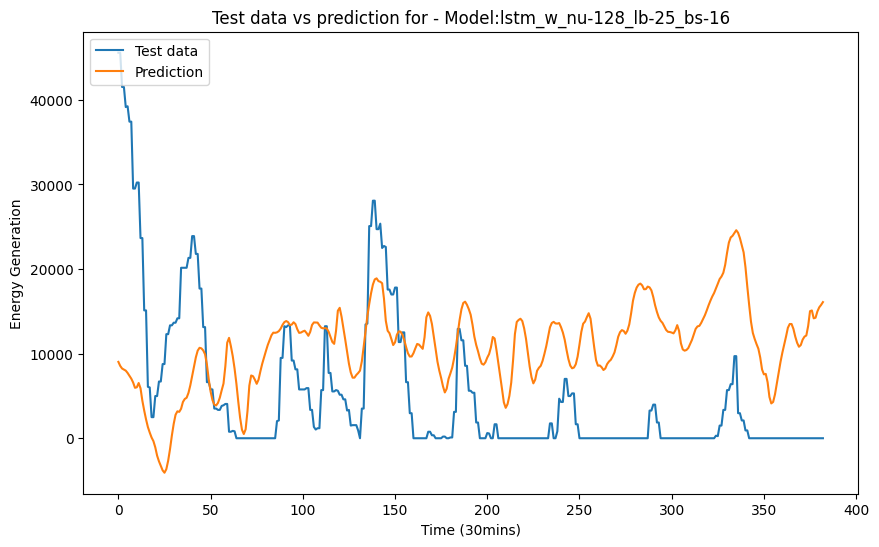 Test data vs prediction for - Model:lstm_w_nu-128_lb-25_bs-16
Test data
Prediction
40000
30000
20000
10000
0
Energy Generation
0 50 100 150 200 250 300 350 400
Time (30mins)